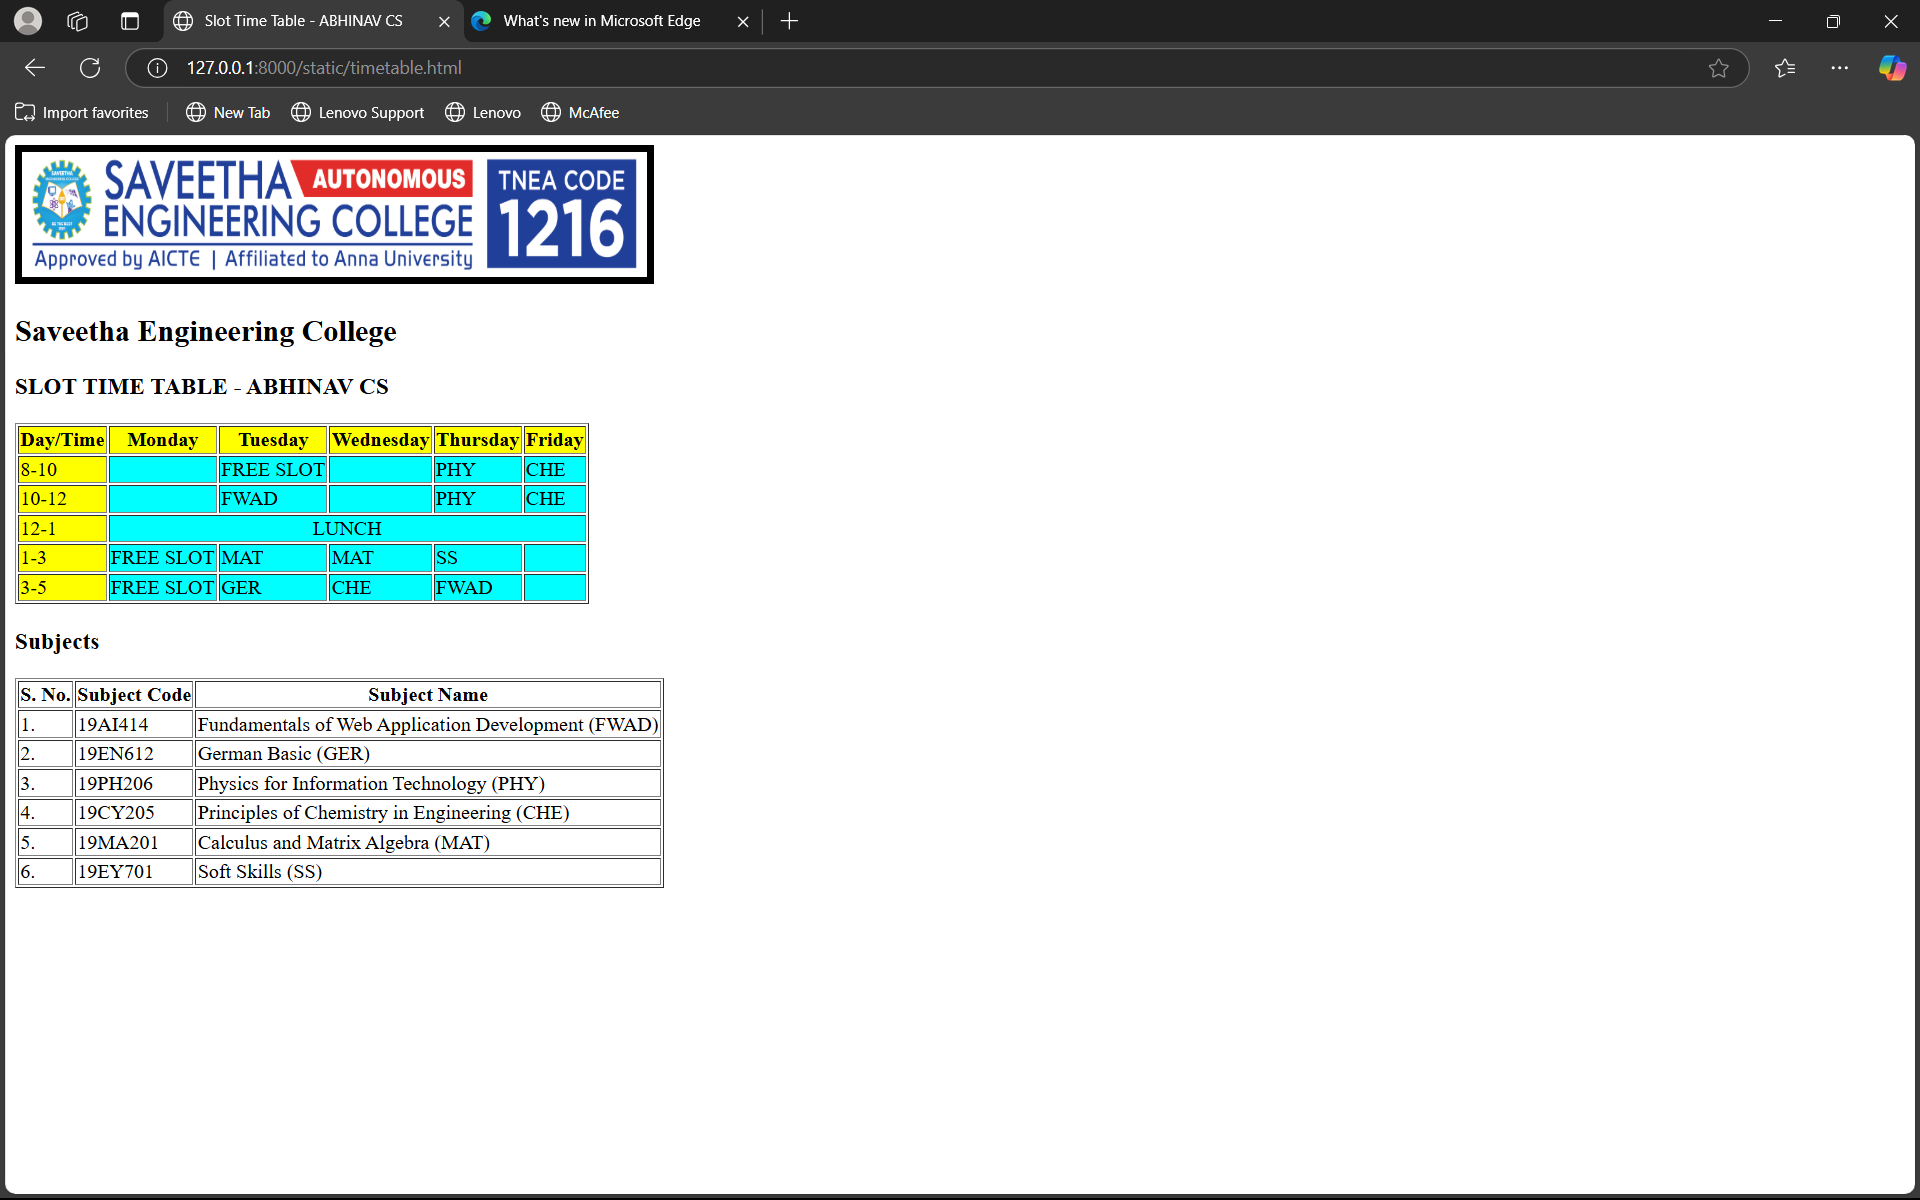 Slot Time Table - ABHINAV CS
What's new in Microsoft Edge
127.0.0.1:8000/static/timetable.html
Import favorites New Tab Lenovo Support Lenovo McAfee
SAVEETHA AUTONOMOUS
ENGINEERING COLLEGE
Approved by AICTE | Affiliated to Anna University
TNEA CODE
1216
Saveetha Engineering College
SLOT TIME TABLE - ABHINAV CS
Day/Time Monday Tuesday Wednesday Thursday Friday
8-10 FREE SLOT PHY CHE
10-12 FWAD PHY CHE
12-1 LUNCH
1-3 FREE SLOT MAT MAT SS
3-5 FREE SLOT GER CHE FWAD
Subjects
S. No. Subject Code Subject Name
1. 19AI414 Fundamentals of Web Application Development (FWAD)
2. 19EN612 German Basic (GER)
3. 19PH206 Physics for Information Technology (PHY)
4. 19CY205 Principles of Chemistry in Engineering (CHE)
5. 19MA201 Calculus and Matrix Algebra (MAT)
6. 19EY701 Soft Skills (SS)